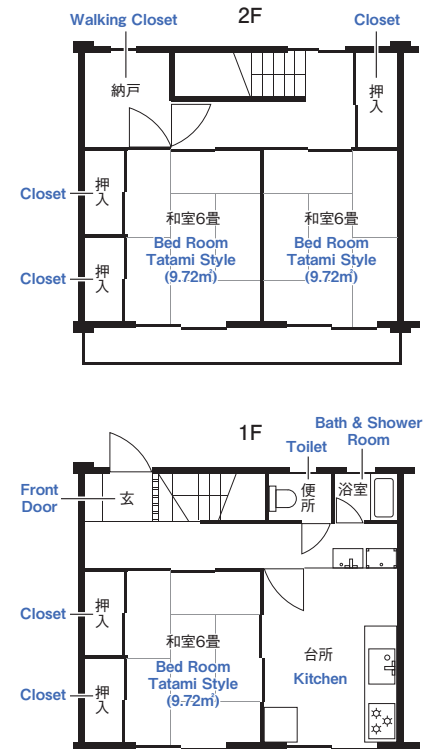 2F
Walking Closet
Closet
納戸
押入
Closet
押入
和室6畳
Bed Room
Tatami Style
(9.72㎡)
和室6畳
Bed Room
Tatami Style
(9.72㎡)
Closet
押入
1F
Bath & Shower
Room
Toilet
Front
Door
玄
便所
浴室
Closet
押入
和室6畳
Bed Room
Tatami Style
(9.72㎡)
台所
Kitchen
Closet
押入